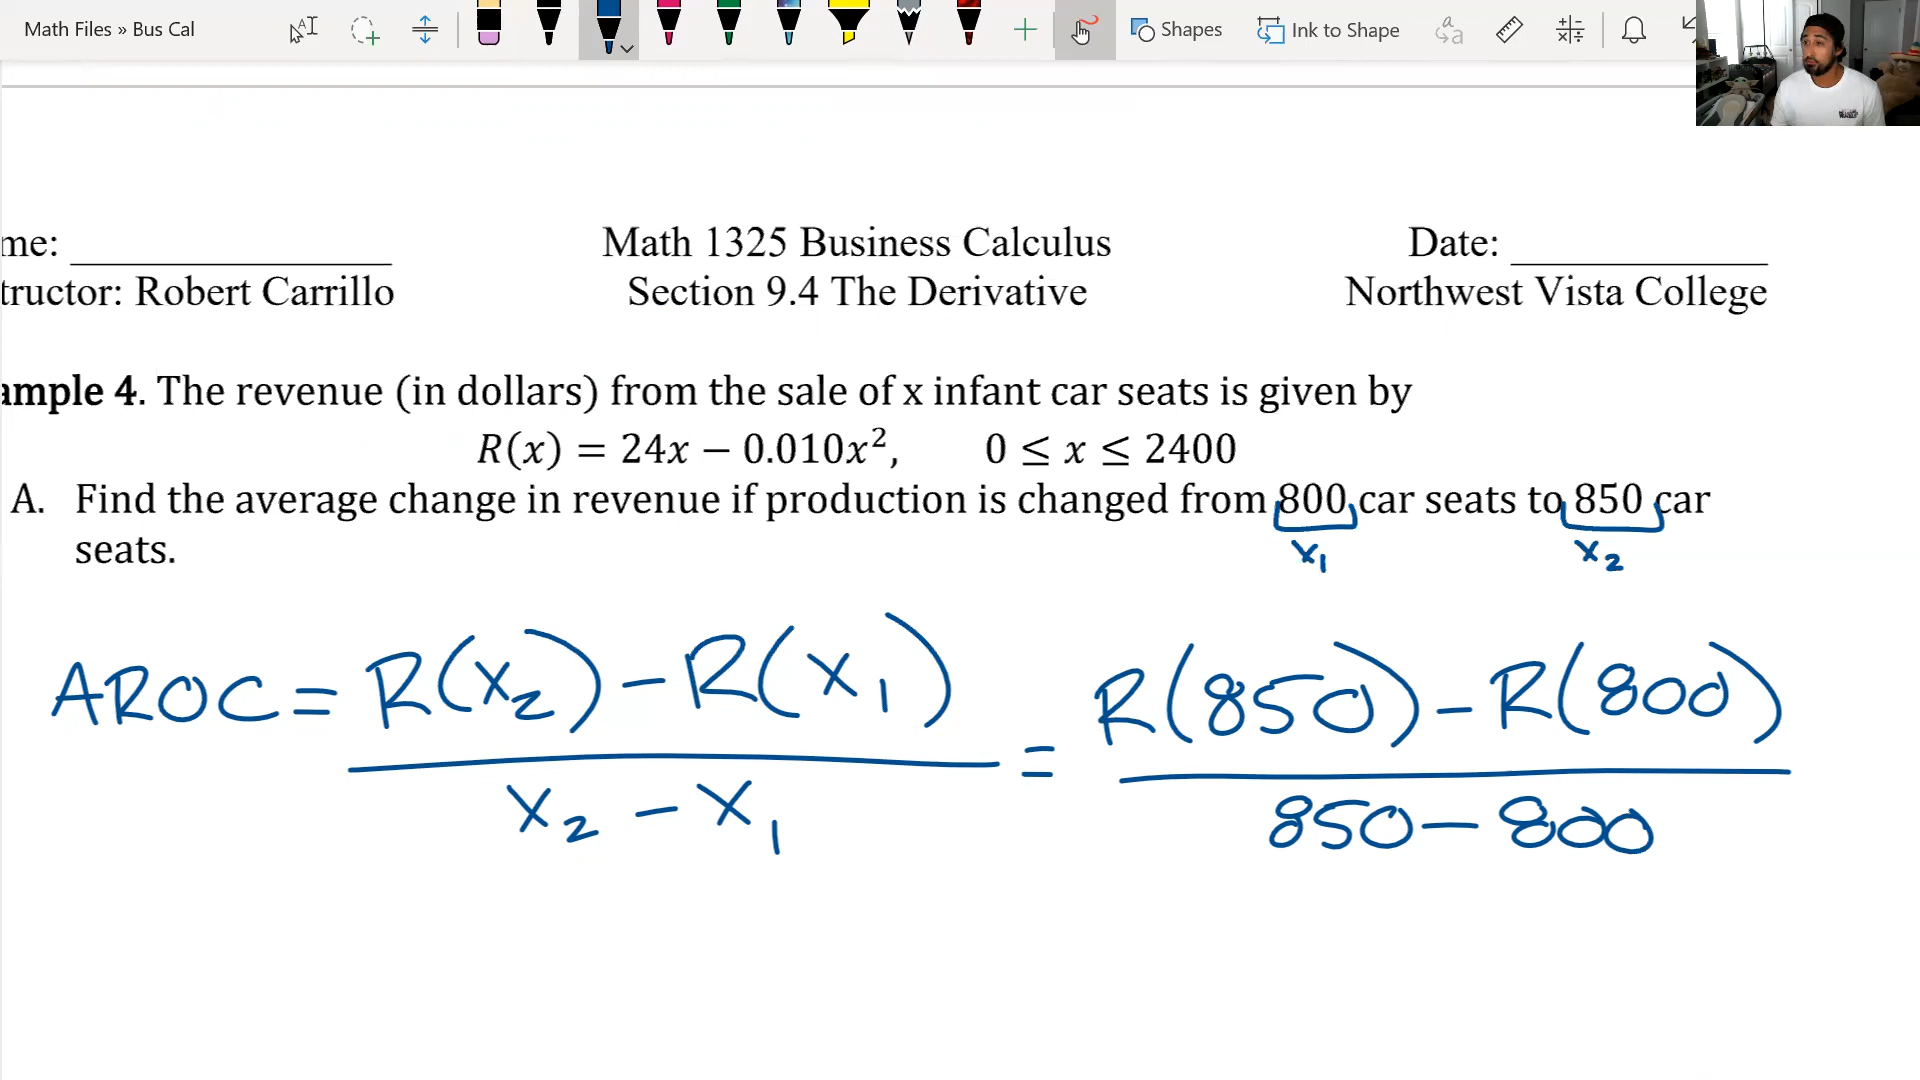 Math Files » Bus Cal
Shapes
Ink to Shape
me: ________________ Math 1325 Business Calculus Date: _____________
tructor: Robert Carrillo Section 9.4 The Derivative Northwest Vista College
ample 4. The revenue (in dollars) from the sale of x infant car seats is given by
R(x) = 24x − 0.010x², 0 ≤ x ≤ 2400
A. Find the average change in revenue if production is changed from 800 car seats to 850 car
seats.
x₁ x₂
AROC = R(x₂) − R(x₁) = R(850) − R(800)
x₂ − x₁ 850 − 800